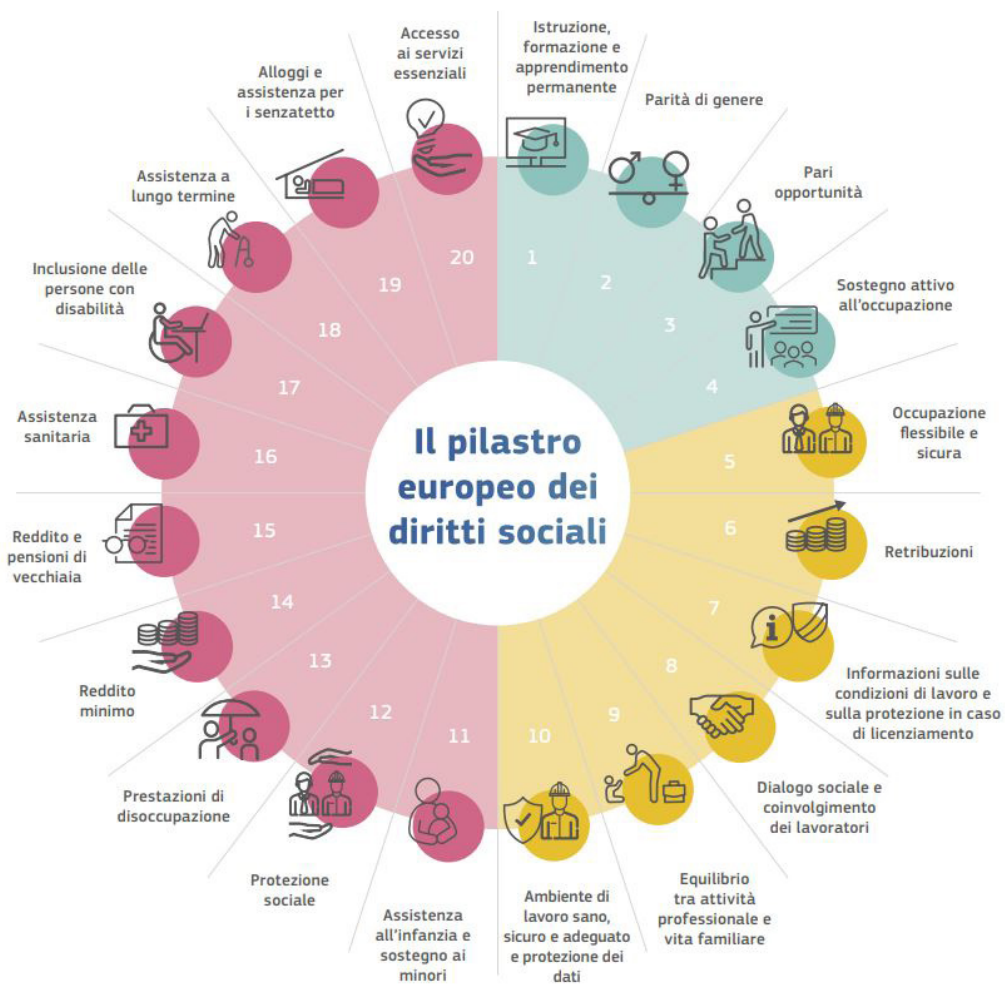 Il pilastro
europeo dei
diritti sociali
1
Istruzione,
formazione e
apprendimento
permanente
2
Parità di genere
3
Pari
opportunità
4
Sostegno attivo
all'occupazione
5
Occupazione
flessibile e
sicura
6
Retribuzioni
7
Informazioni sulle
condizioni di lavoro e
sulla protezione in caso
di licenziamento
8
Dialogo sociale e
coinvolgimento
dei lavoratori
9
Equilibrio
tra attività
professionale e
vita familiare
10
Ambiente di
lavoro sano,
sicuro e adeguato
e protezione dei
dati
11
Assistenza
all'infanzia e
sostegno ai
minori
12
Protezione
sociale
13
Prestazioni di
disoccupazione
14
Reddito
minimo
15
Reddito e
pensioni di
vecchiaia
16
Assistenza
sanitaria
17
Inclusione delle
persone con
disabilità
18
Assistenza a
lungo termine
19
Alloggi e
assistenza per
i senzatetto
20
Accesso
ai servizi
essenziali